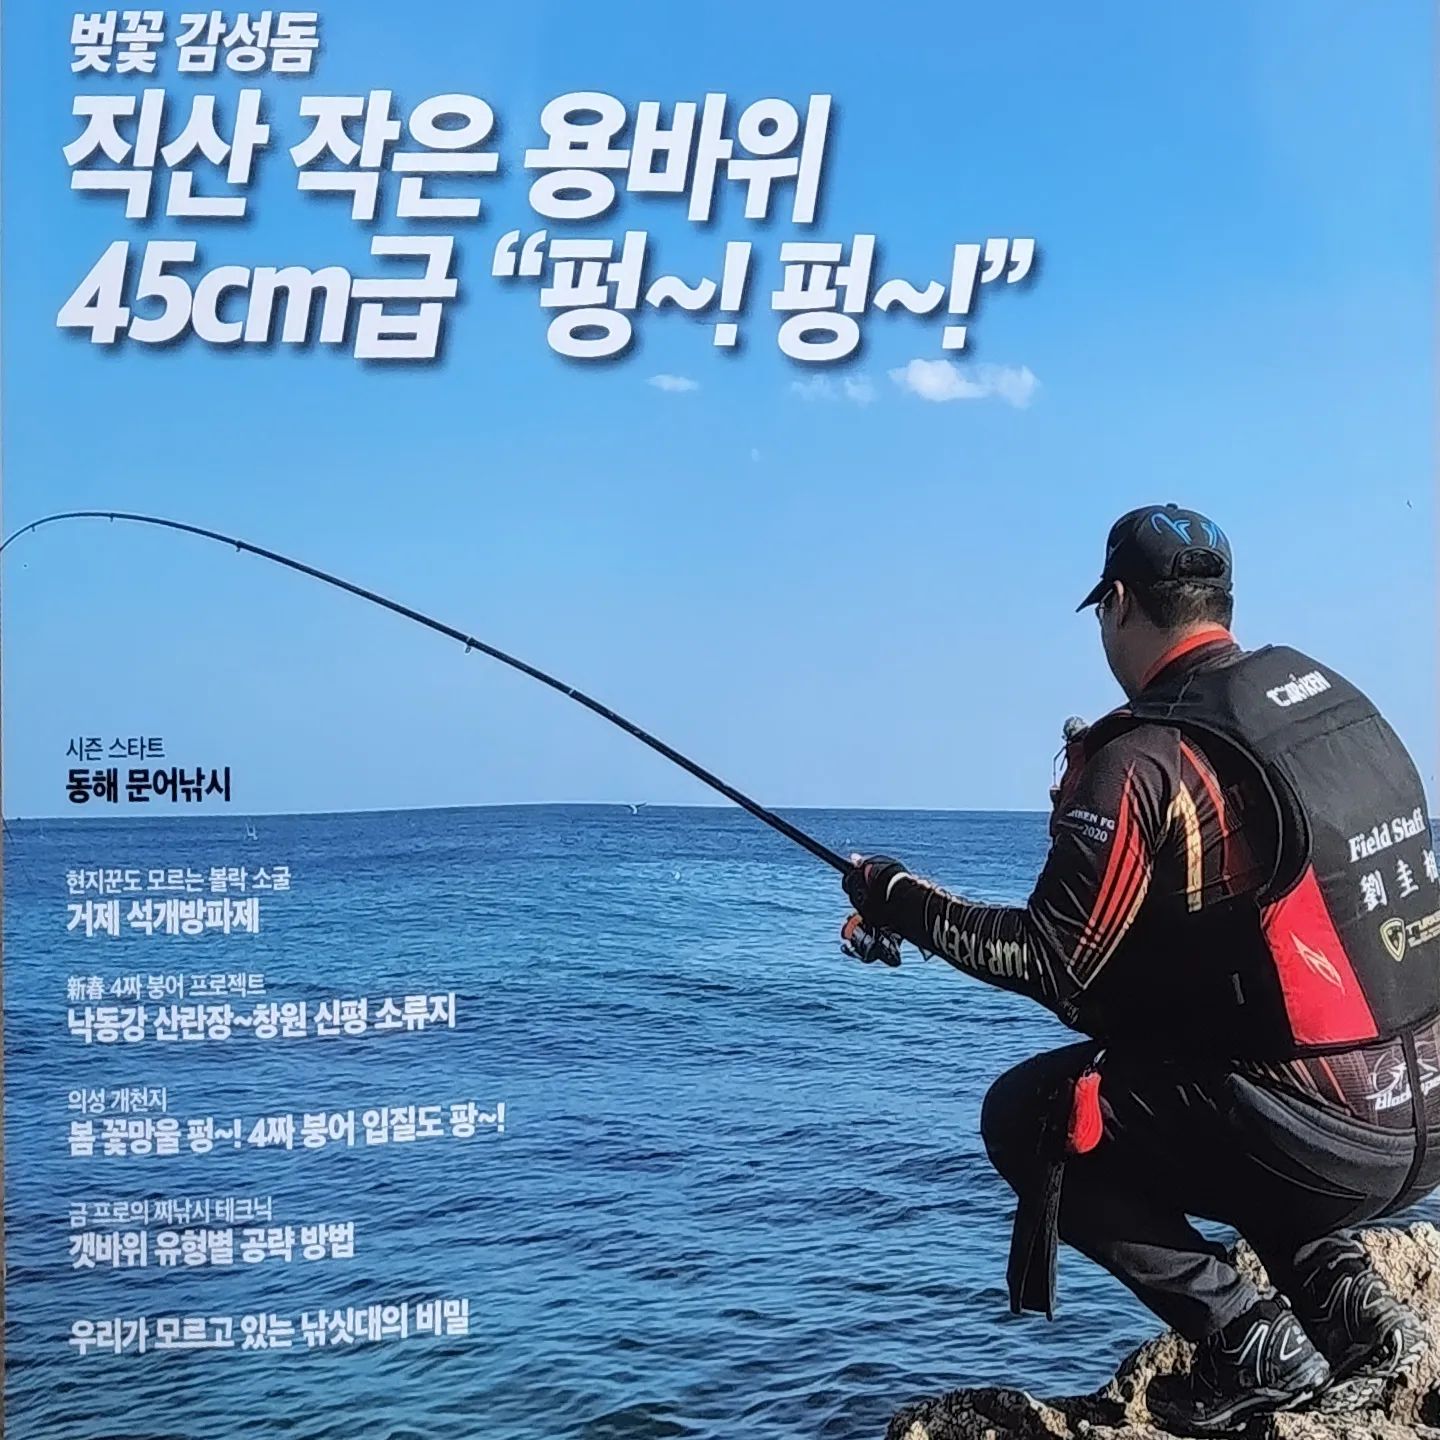 벚꽃 감성돔
직산 작은 용바위
45cm급 “펑~! 펑~!”
시즌 스타트
동해 문어낚시
현지꾼도 모르는 볼락 소굴
거제 석개방파제
新春 4짜 붕어 프로젝트
낙동강 산란장~창원 신평 소류지
의성 개천지
봄 꽃망울 펑~! 4짜 붕어 입질도 팡~!
금 프로의 찌낚시 테크닉
갯바위 유형별 공략 방법
우리가 모르고 있는 낚싯대의 비밀
FG
2020
Field Staff
劉 圭